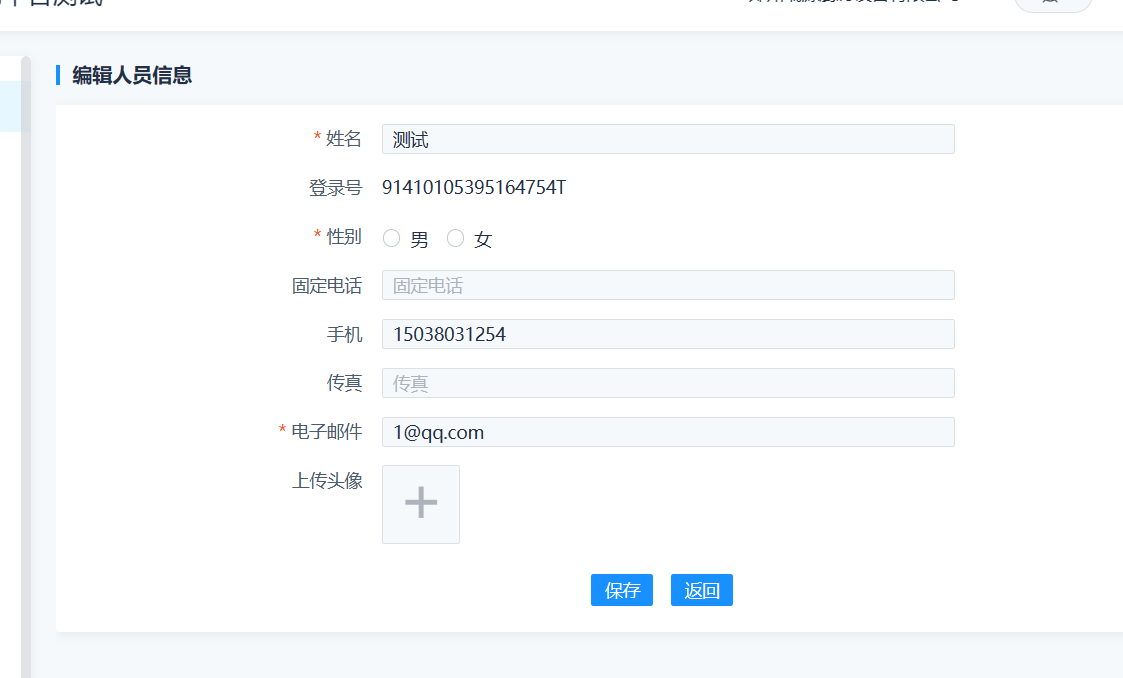 编辑人员信息
* 姓名 测试
登录号 91410105395164754T
* 性别 男 女
固定电话 固定电话
手机 15038031254
传真 传真
* 电子邮件 1@qq.com
上传头像
保存 返回